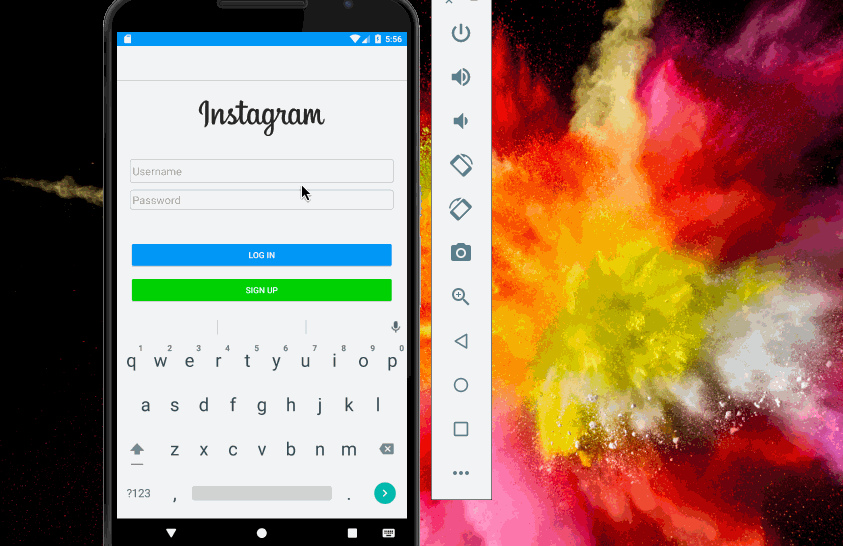 5:56
Instagram
Username
Password
LOG IN
SIGN UP
1 2 3 4 5 6 7 8 9 0
q w e r t y u i o p
a s d f g h j k l
z x c v b n m
?123 , .